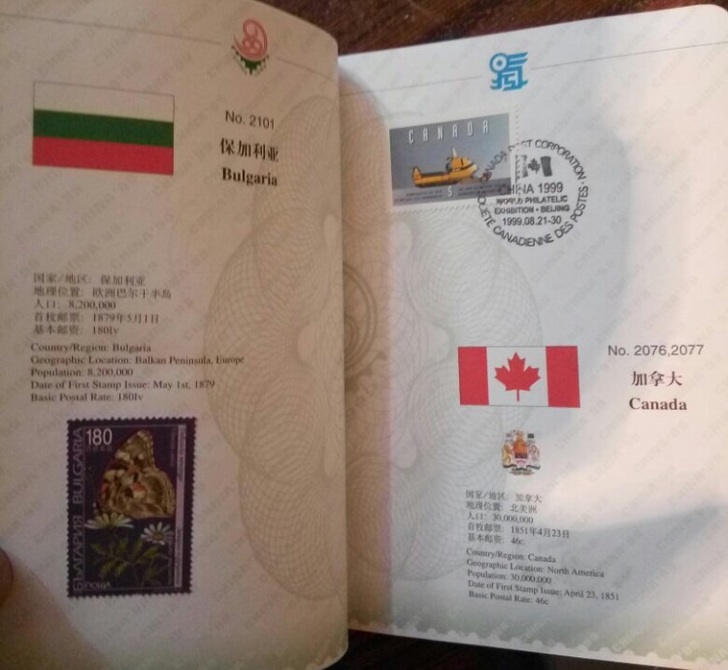 No. 2101
保加利亚
Bulgaria
国家/地区: 保加利亚
地理位置: 欧洲巴尔干半岛
人口: 8,200,000
首枚邮票: 1879年5月1日
基本邮资: 180lv
Country/Region: Bulgaria
Geographic Location: Balkan Peninsula, Europe
Population: 8,200,000
Date of First Stamp Issue: May 1st, 1879
Basic Postal Rate: 180lv
180
BULGARIA
БЪЛГАРИЯ
ПОЩА
CANADA
5
CANADA POST CORPORATION
CHINA 1999
WORLD PHILATELIC
EXHIBITION • BEIJING
1999.08.21-30
SOCIÉTÉ CANADIENNE DES POSTES
No. 2076,2077
加拿大
Canada
国家/地区: 加拿大
地理位置: 北美洲
人口: 30,000,000
首枚邮票: 1851年4月23日
基本邮资: 46c
Country/Region: Canada
Geographic Location: North America
Population: 30,000,000
Date of First Stamp Issue: April 23, 1851
Basic Postal Rate: 46c